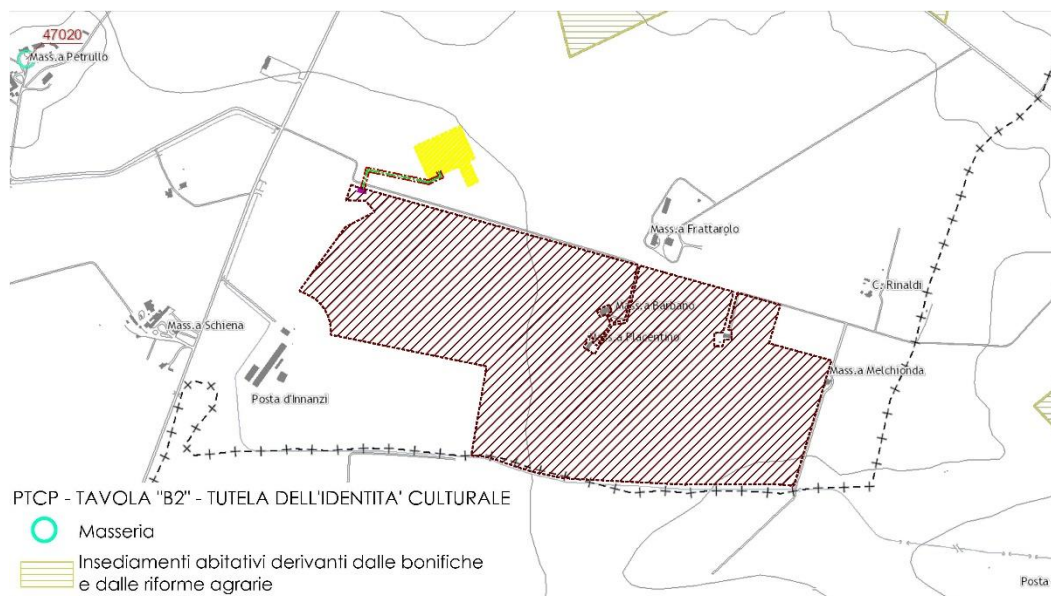 47020
Mass.a Petrullo
Mass.a Frattarolo
C. Rinaldi
Mass.a Barbano
Mass.a Schiena
Mass.a Piacentino
Mass.a Melchionda
Posta d'Innanzi
PTCP - TAVOLA "B2" - TUTELA DELL'IDENTITA' CULTURALE
Masseria
Insediamenti abitativi derivanti dalle bonifiche
e dalle riforme agrarie
Posta